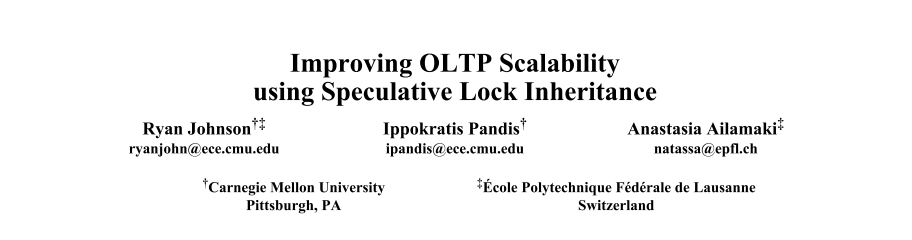 Improving OLTP Scalability
using Speculative Lock Inheritance
Ryan Johnson†‡ Ippokratis Pandis† Anastasia Ailamaki‡
ryanjohn@ece.cmu.edu ipandis@ece.cmu.edu natassa@epfl.ch
†Carnegie Mellon University ‡École Polytechnique Fédérale de Lausanne
Pittsburgh, PA Switzerland